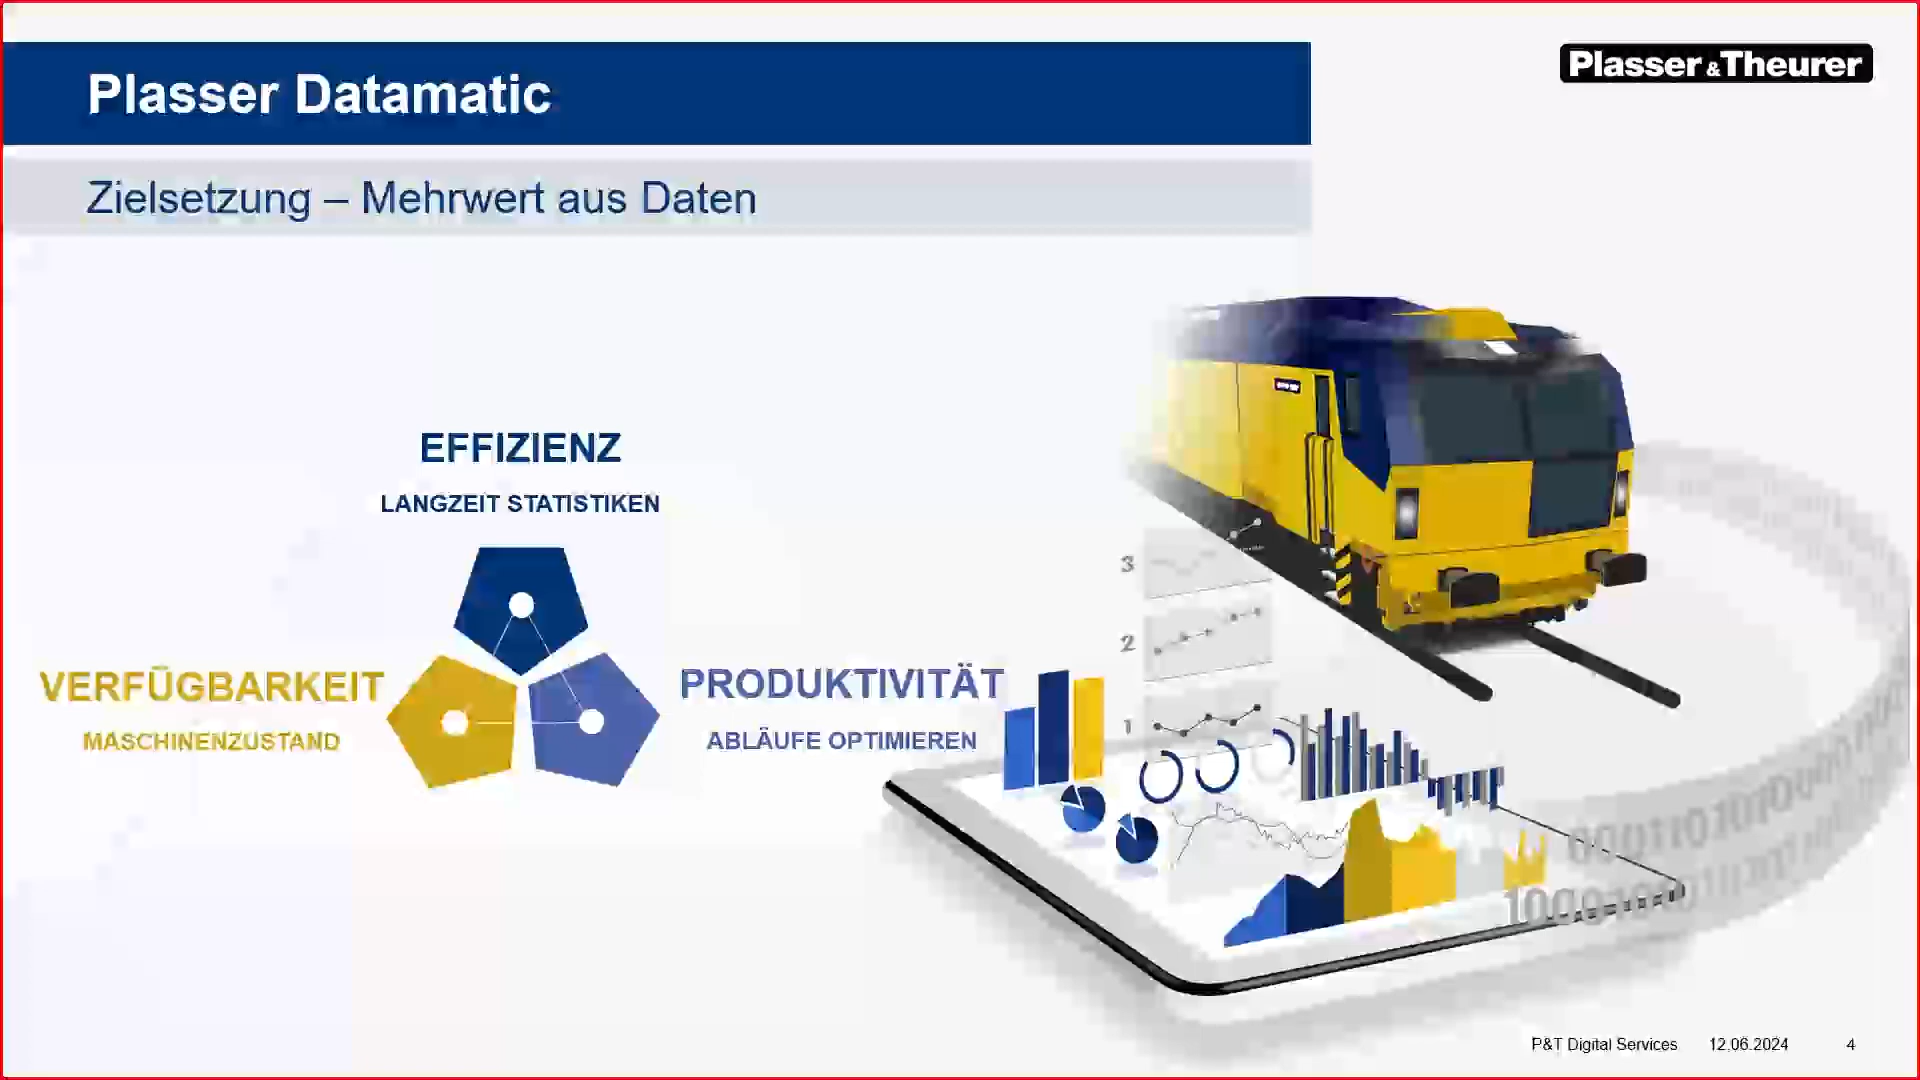 Plasser Datamatic
Plasser &Theurer
Zielsetzung – Mehrwert aus Daten
EFFIZIENZ
LANGZEIT STATISTIKEN
VERFÜGBARKEIT
MASCHINENZUSTAND
PRODUKTIVITÄT
ABLÄUFE OPTIMIEREN
3
2
1
P&T Digital Services 12.06.2024 4